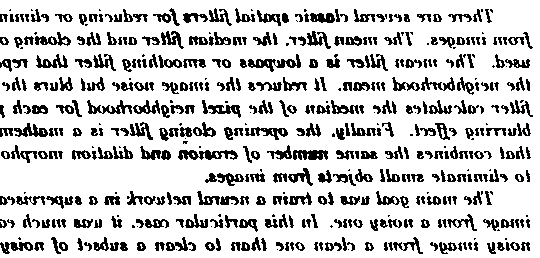 There are several classic spatial filters for reducing or elimin
from images. The mean filter, the median filter and the closing o
used. The mean filter is a lowpass or smoothing filter that repl
the neighborhood mean. It reduces the image noise but blurs the
filter calculates the median of the pixel neighborhood for each p
blurring effect. Finally, the opening closing filter is a mathem
that combines the same number of erosion and dilation morpho
to eliminate small objects from images.
The main goal was to train a neural network in a supervised
image from a noisy one. In this particular case, it was much ea
noisy image from a clean one than to clean a subset of noisy